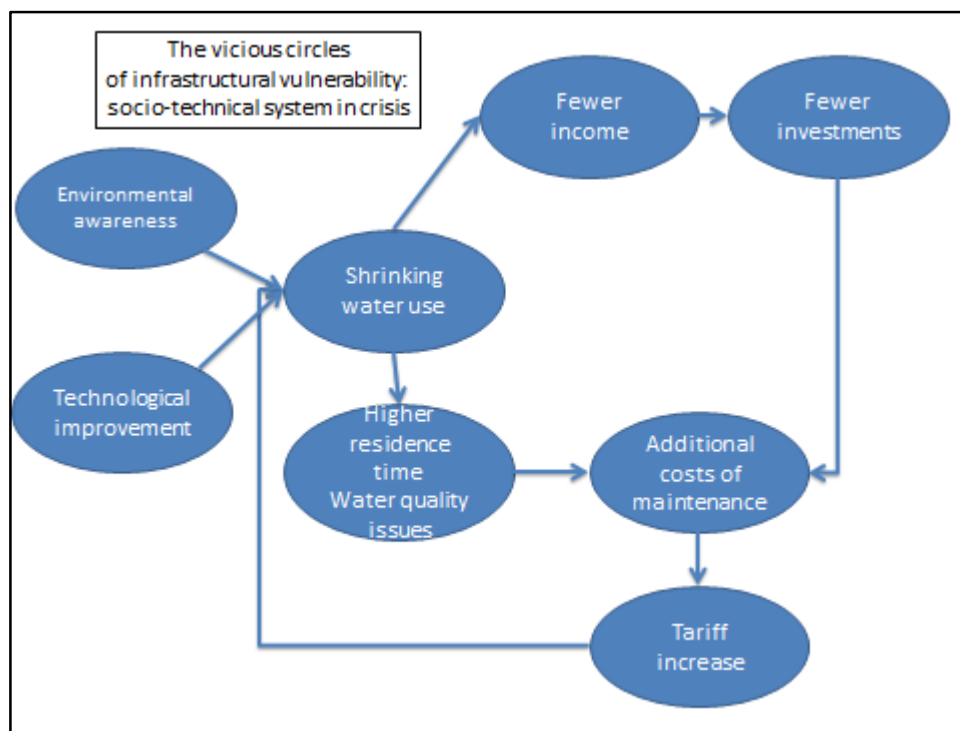 The vicious circles
of infrastructural vulnerability:
socio-technical system in crisis
Fewer
income
Fewer
investments
Environmental
awareness
Shrinking
water use
Technological
improvement
Higher
residence
time
Water quality
issues
Additional
costs of
maintenance
Tariff
increase